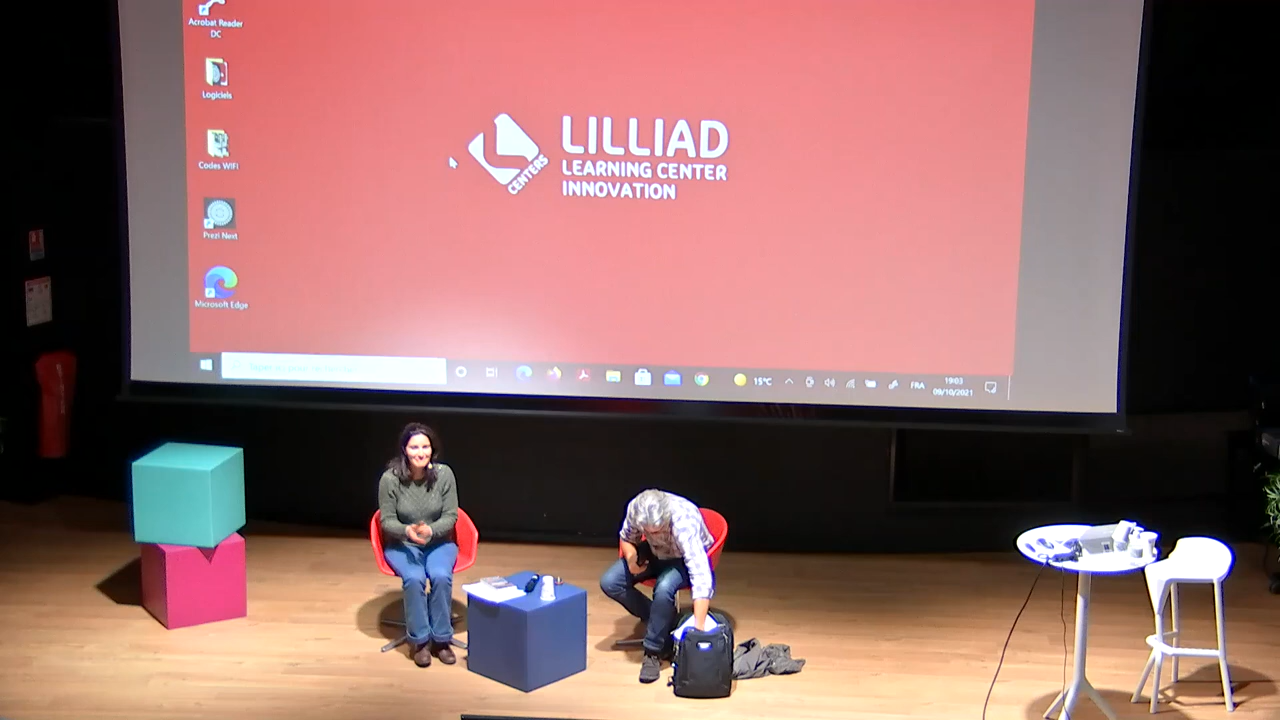 Acrobat Reader
DC
Logiciels
Codes WIFI
Prezi Next
Microsoft Edge
CENTERS
LILLIAD
LEARNING CENTER
INNOVATION
15°C
FRA
19:03
09/10/2021